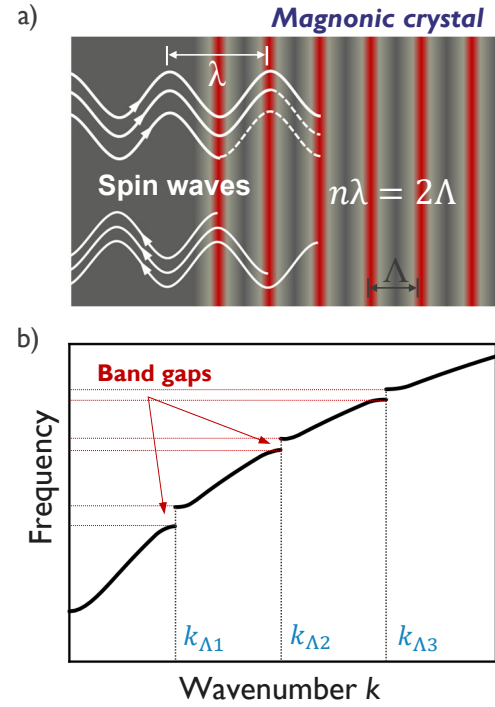 a)
Magnonic crystal
λ
Spin waves
nλ = 2Λ
Λ
b)
Band gaps
Frequency
k_Λ1 k_Λ2 k_Λ3
Wavenumber k